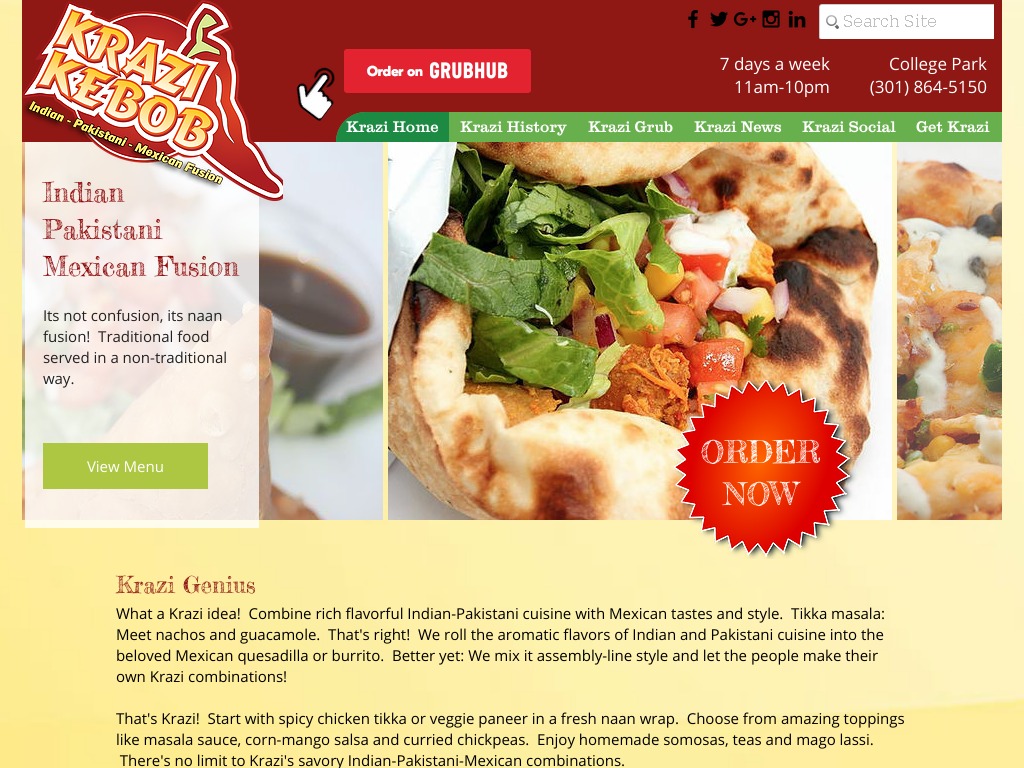 KRAZI
KEBOB
Indian - Pakistani - Mexican Fusion
Order on GRUBHUB
G+
in
Search Site
7 days a week
11am-10pm
College Park
(301) 864-5150
Krazi Home
Krazi History
Krazi Grub
Krazi News
Krazi Social
Get Krazi
Indian
Pakistani
Mexican Fusion
Its not confusion, its naan
fusion!  Traditional food
served in a non-traditional
way.
View Menu
ORDER
NOW
Krazi Genius
What a Krazi idea!  Combine rich flavorful Indian-Pakistani cuisine with Mexican tastes and style.  Tikka masala:
Meet nachos and guacamole.  That's right!  We roll the aromatic flavors of Indian and Pakistani cuisine into the
beloved Mexican quesadilla or burrito.  Better yet: We mix it assembly-line style and let the people make their
own Krazi combinations!
That's Krazi!  Start with spicy chicken tikka or veggie paneer in a fresh naan wrap.  Choose from amazing toppings
like masala sauce, corn-mango salsa and curried chickpeas.  Enjoy homemade somosas, teas and mago lassi.
There's no limit to Krazi's savory Indian-Pakistani-Mexican combinations.